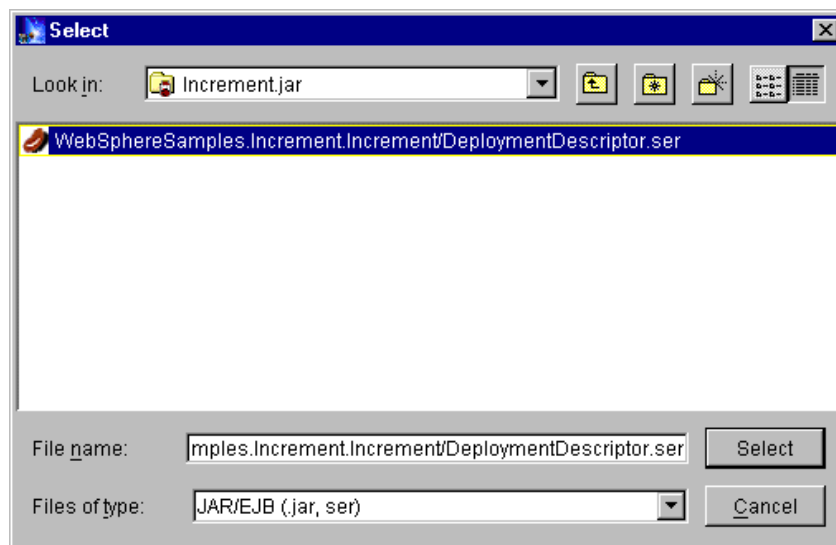 Select
Look in: Increment.jar
WebSphereSamples.Increment.Increment/DeploymentDescriptor.ser
File name: mples.Increment.Increment/DeploymentDescriptor.ser Select
Files of type: JAR/EJB (.jar, ser) Cancel